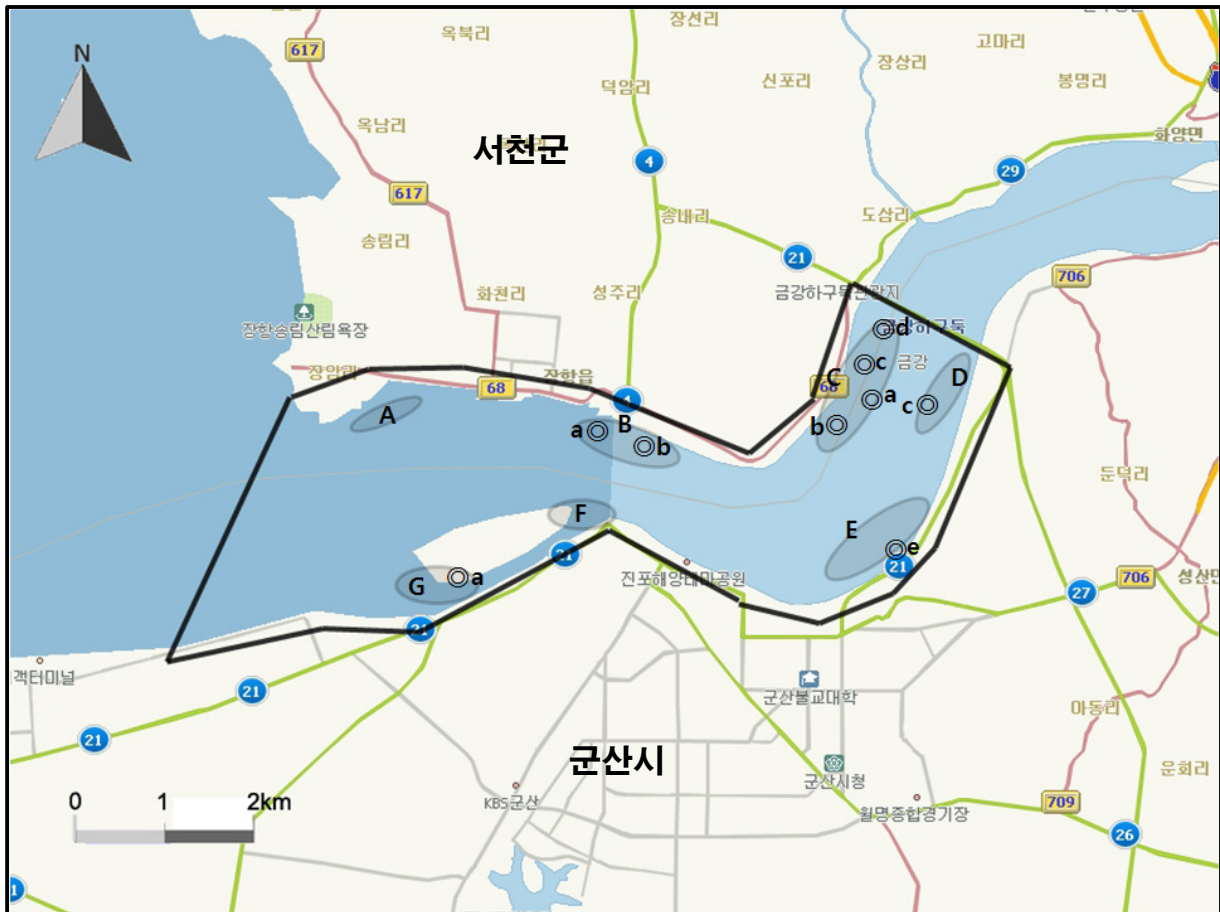 장선리
옥북리
고마리
617
N
장상리
덕암리
신포리
봉명리
옥남리
화양면
서천군
4
29
617
송내리
도삼리
송림리
21
706
화천리
성주리
금강하구둑관광지
장항송림산림욕장
d
금강하구둑
c
금강
장암리
C
D
68
장항읍
68
4
a
c
A
a
B
b
b
둔덕리
F
E
e
21
21
진포해양테마공원
706
성산면
G
a
27
21
객터미널
군산불교대학
21
마동리
21
군산시
운회리
군산시청
0
1
2km
KBS군산
709
월명종합경기장
26